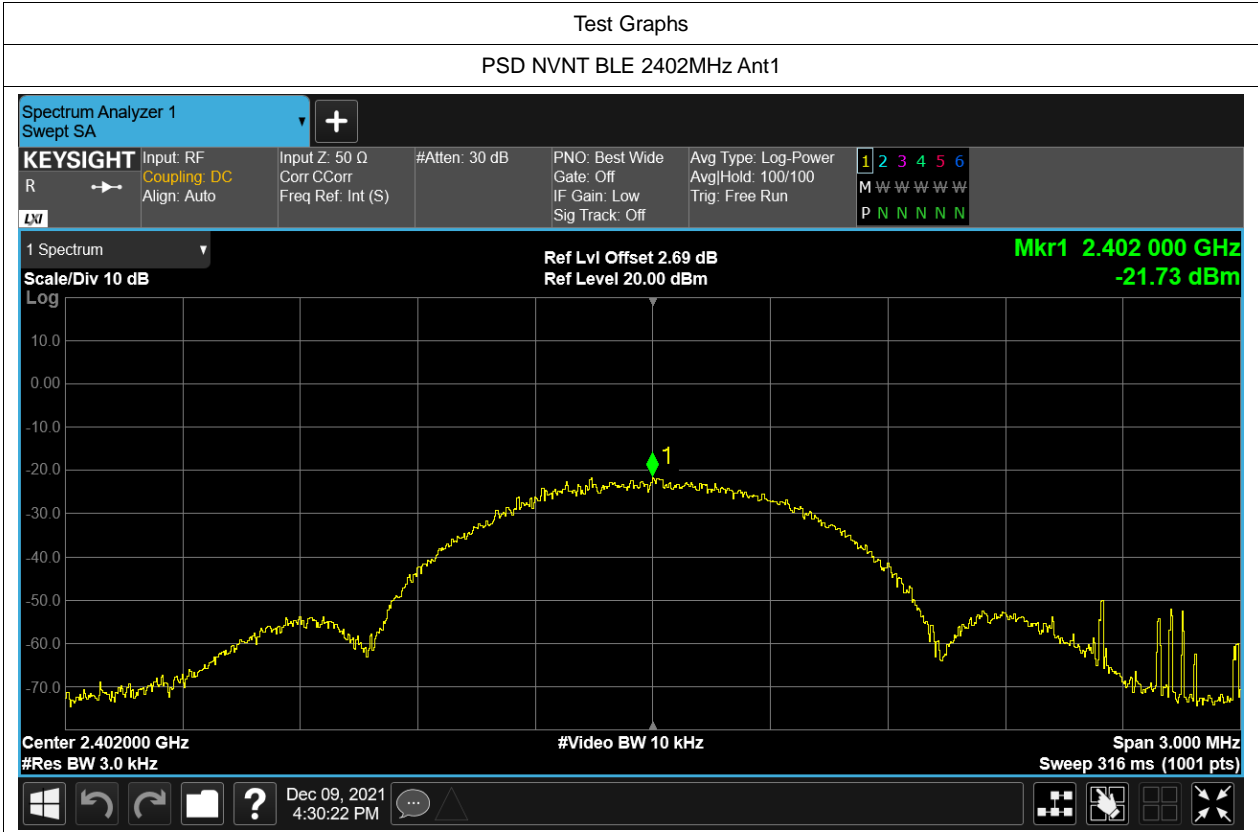 Test Graphs
PSD NVNT BLE 2402MHz Ant1
Spectrum Analyzer 1
Swept SA
KEYSIGHT
R
LXI
Input: RF
Coupling: DC
Align: Auto
Input Z: 50 Ω
Corr CCorr
Freq Ref: Int (S)
#Atten: 30 dB
PNO: Best Wide
Gate: Off
IF Gain: Low
Sig Track: Off
Avg Type: Log-Power
Avg|Hold: 100/100
Trig: Free Run
1 2 3 4 5 6
M W W W W W
P N N N N N
1 Spectrum
Scale/Div 10 dB
Ref Lvl Offset 2.69 dB
Ref Level 20.00 dBm
Mkr1 2.402 000 GHz
-21.73 dBm
Log
10.0
0.00
-10.0
-20.0
-30.0
-40.0
-50.0
-60.0
-70.0
1
Center 2.402000 GHz
#Res BW 3.0 kHz
#Video BW 10 kHz
Span 3.000 MHz
Sweep 316 ms (1001 pts)
?
Dec 09, 2021
4:30:22 PM